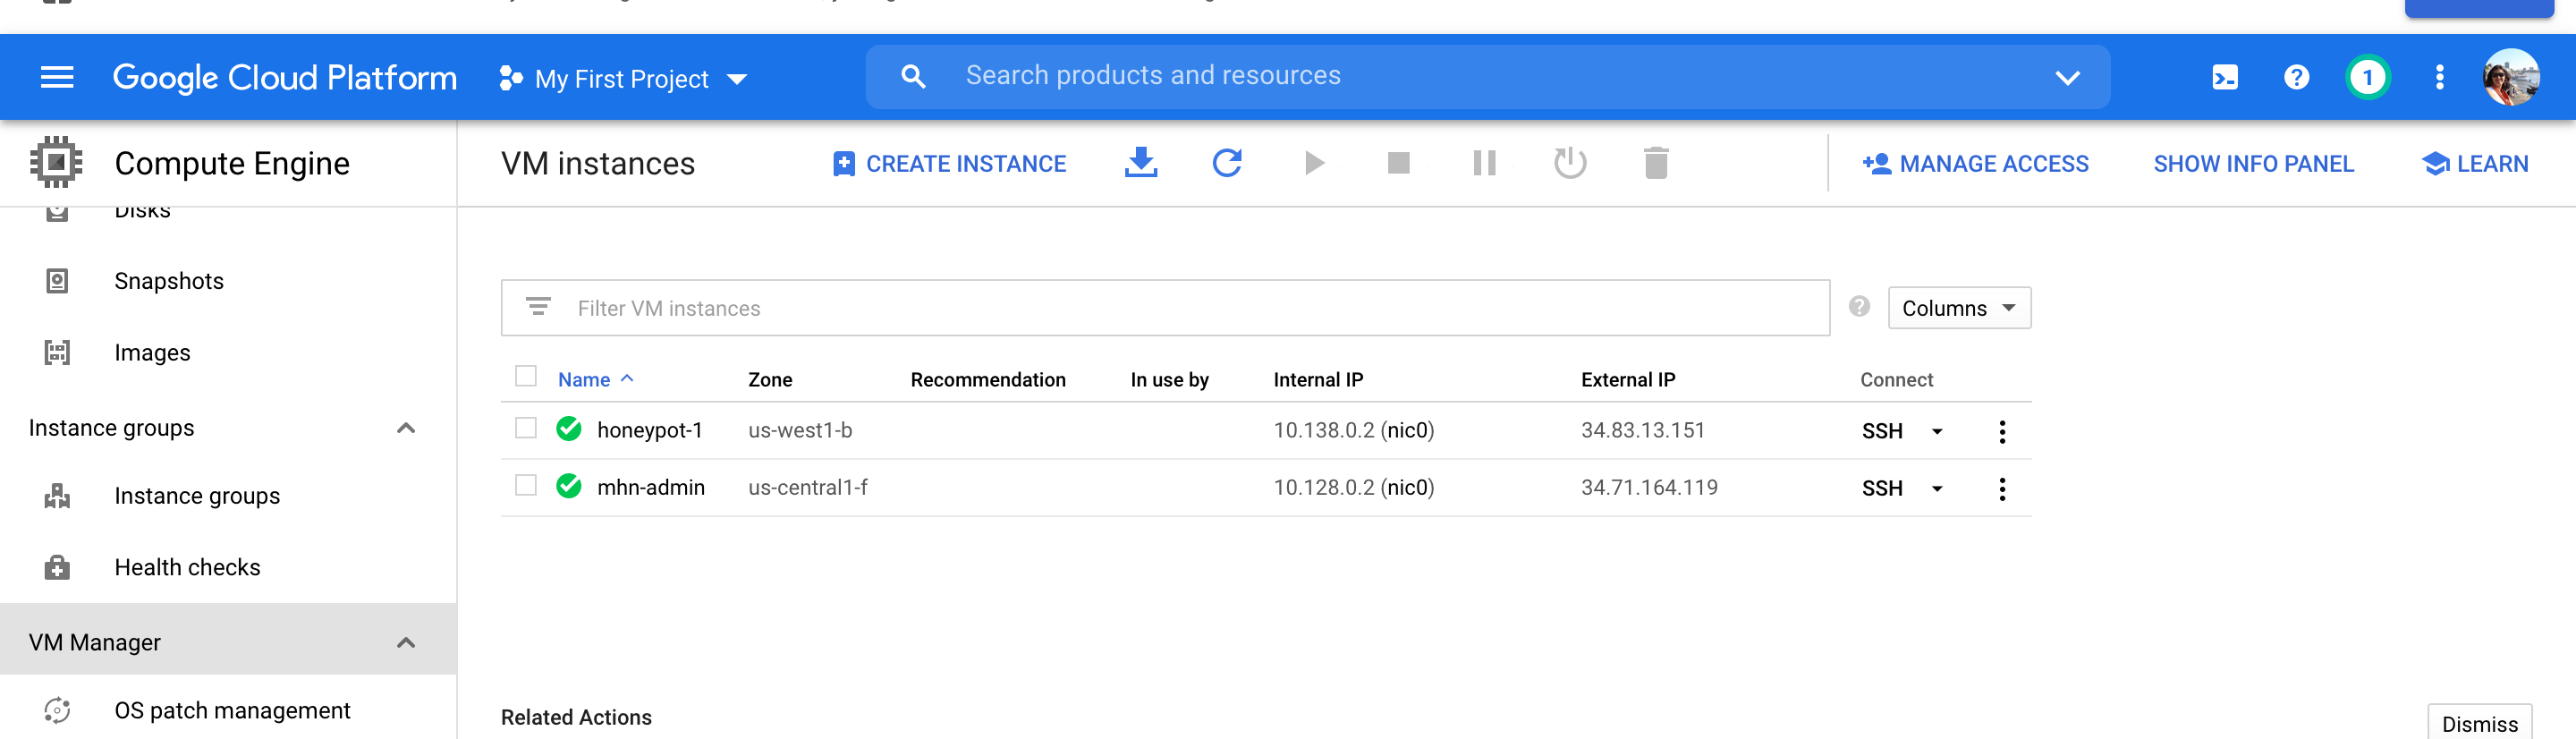 Google Cloud Platform My First Project Search products and resources 1
Compute Engine VM instances CREATE INSTANCE MANAGE ACCESS SHOW INFO PANEL LEARN
Disks
Snapshots
Images
Instance groups
Instance groups
Health checks
VM Manager
OS patch management
Filter VM instances Columns
Name Zone Recommendation In use by Internal IP External IP Connect
honeypot-1 us-west1-b 10.138.0.2 (nic0) 34.83.13.151 SSH
mhn-admin us-central1-f 10.128.0.2 (nic0) 34.71.164.119 SSH
Related Actions Dismiss